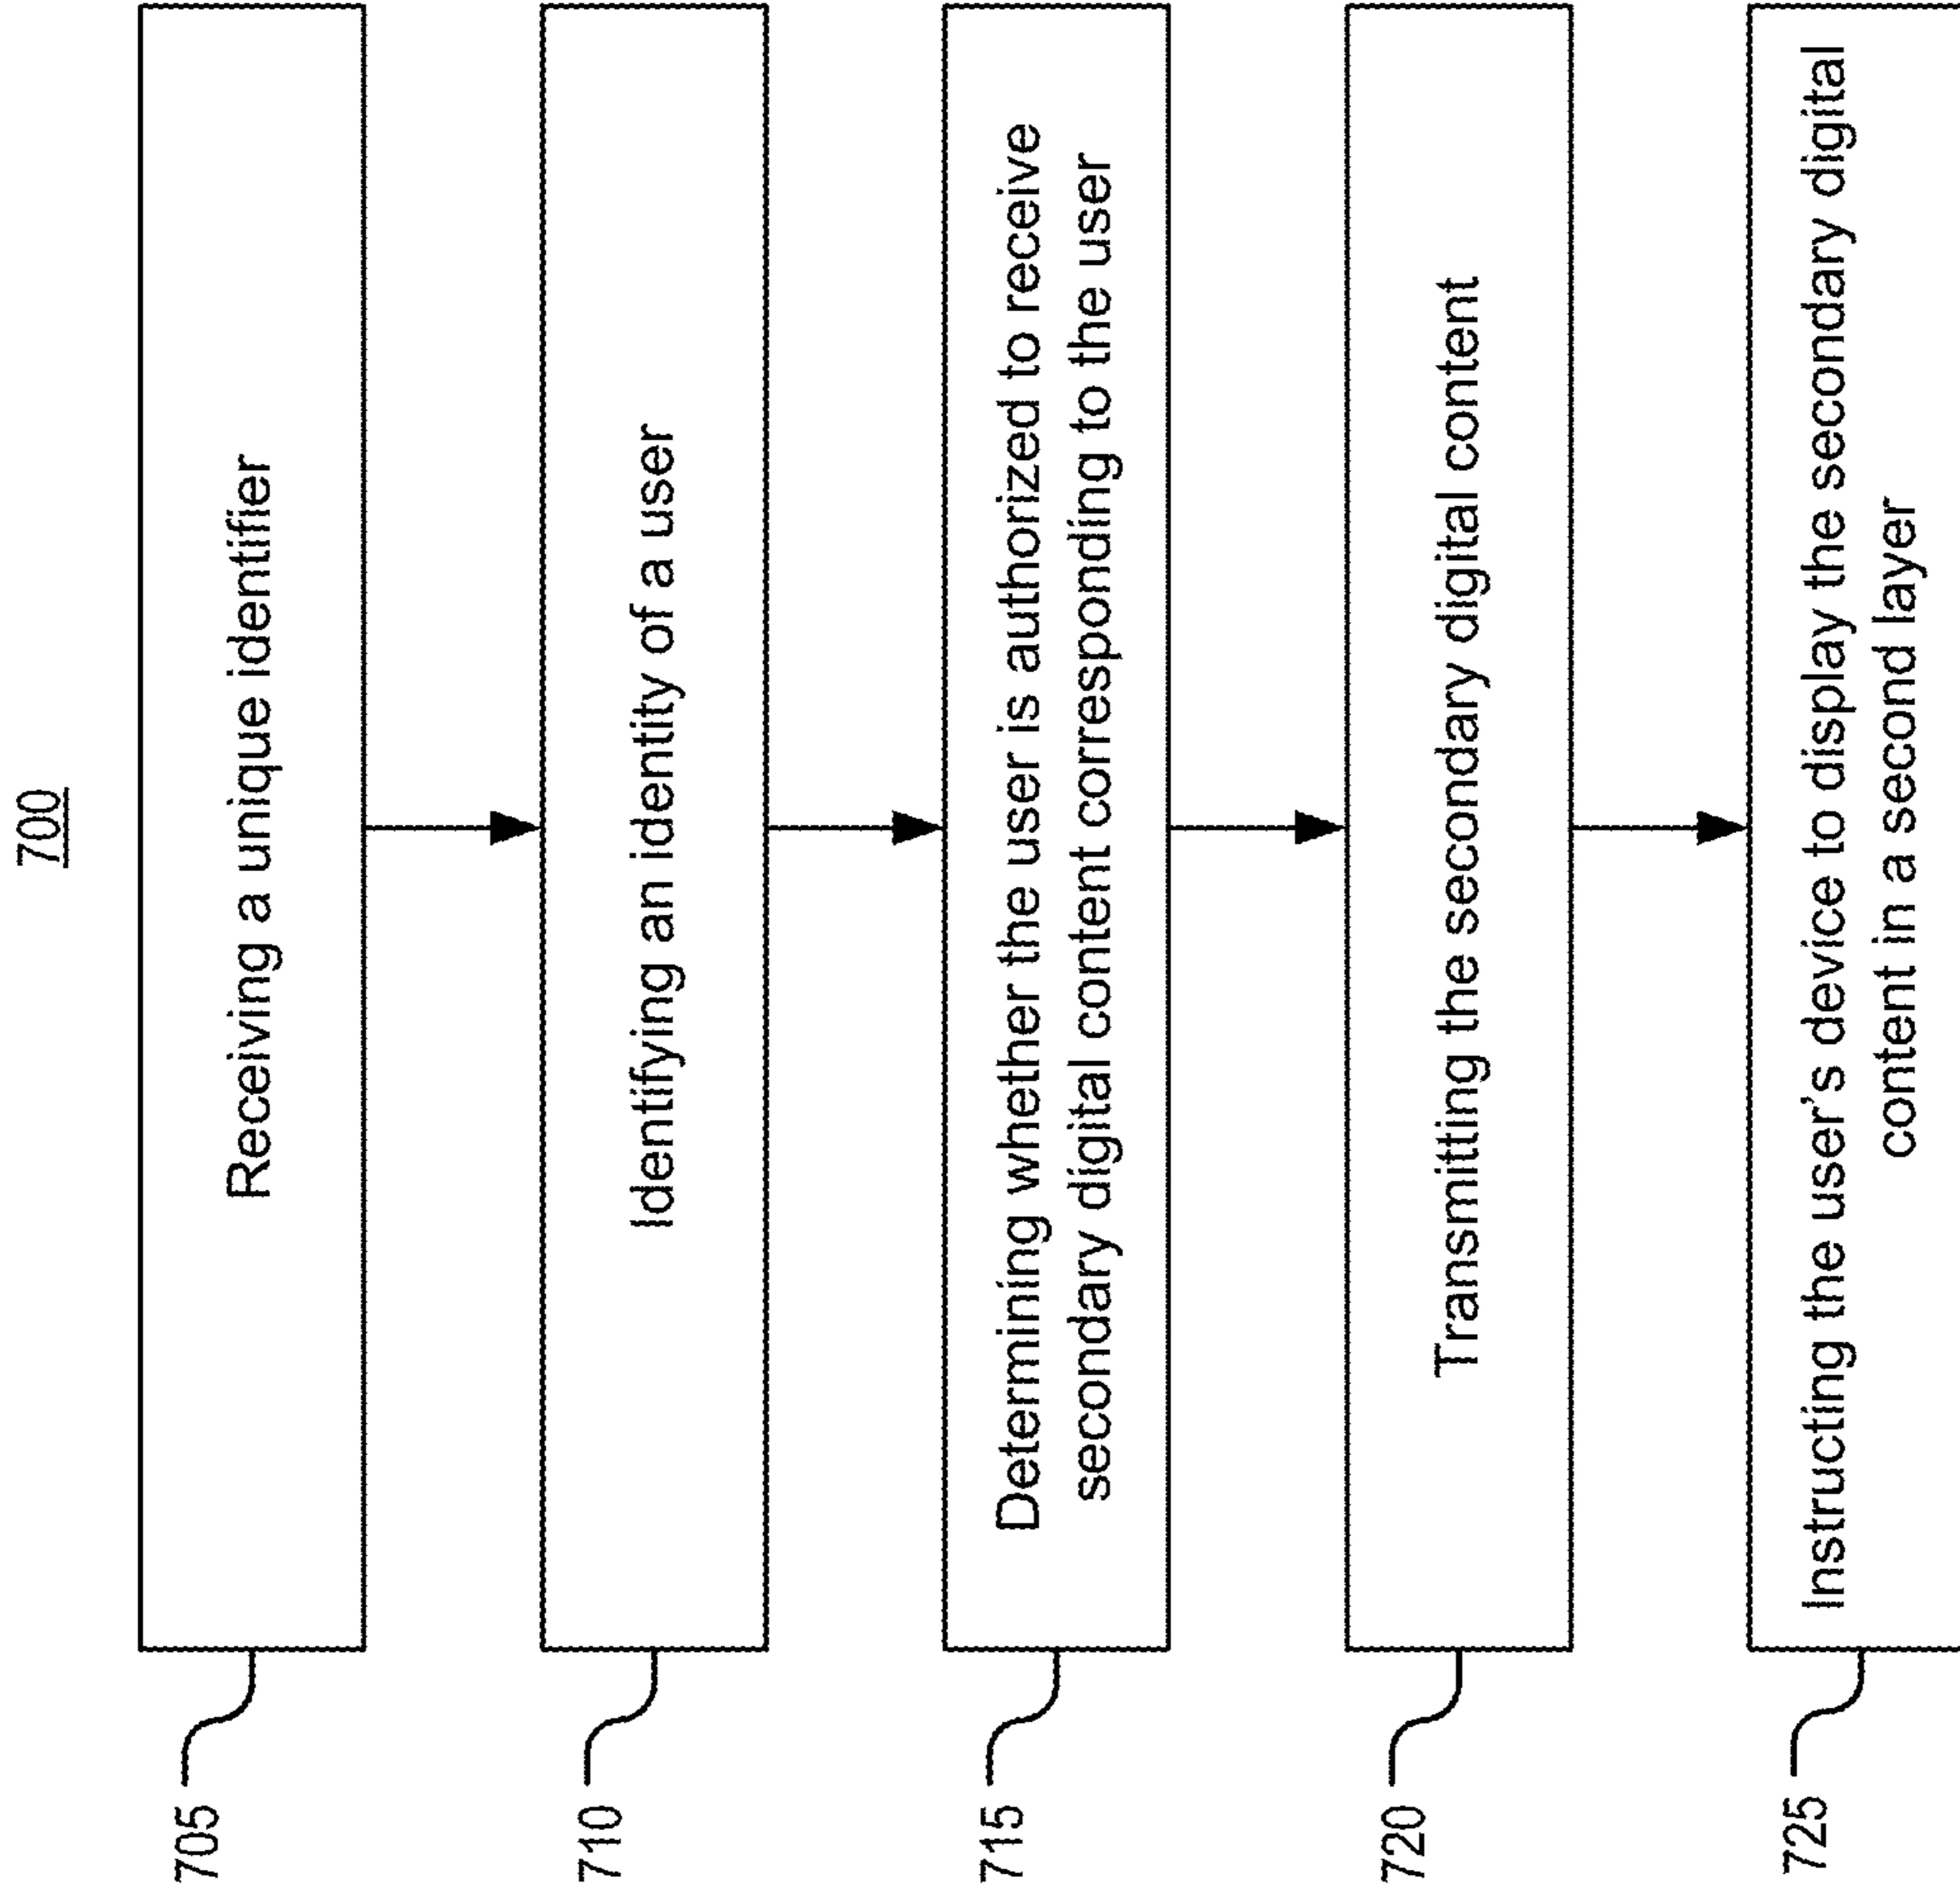 700
705
Receiving a unique identifier
710
Identifying an identity of a user
715
Determining whether the user is authorized to receive
secondary digital content corresponding to the user
720
Transmitting the secondary digital content
725
Instructing the user's device to display the secondary digital
content in a second layer